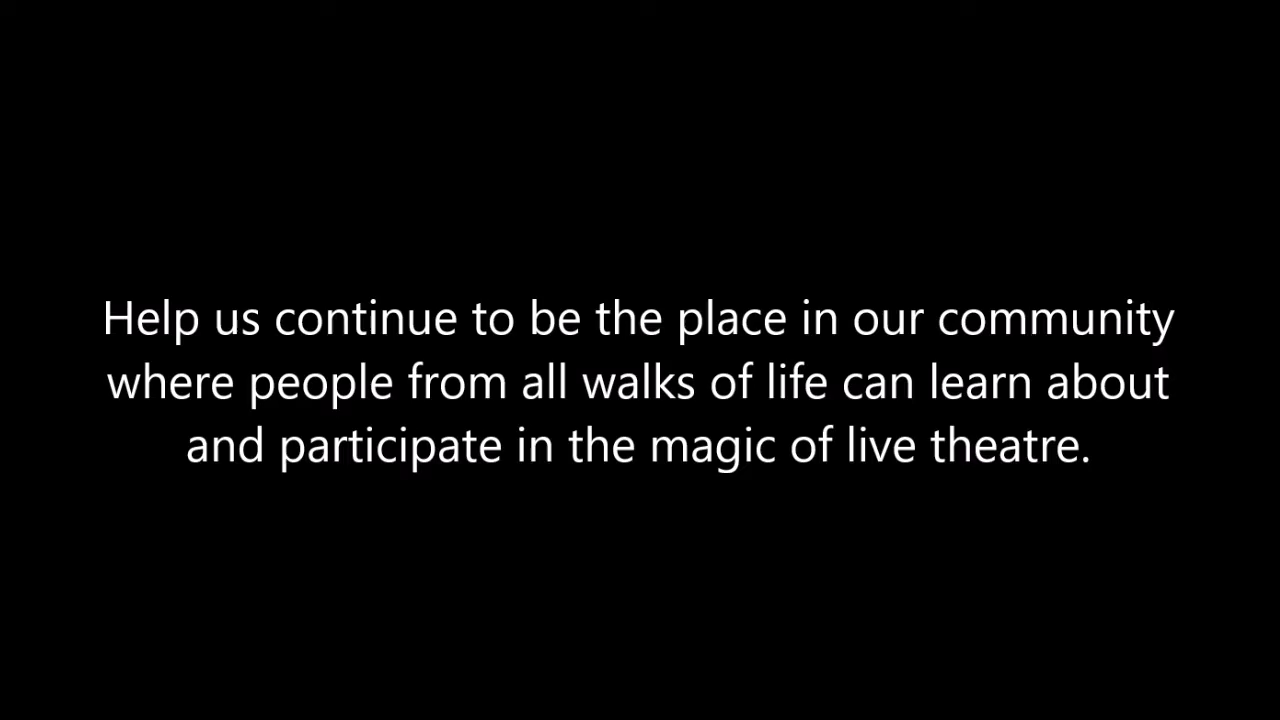 Help us continue to be the place in our community
where people from all walks of life can learn about
and participate in the magic of live theatre.